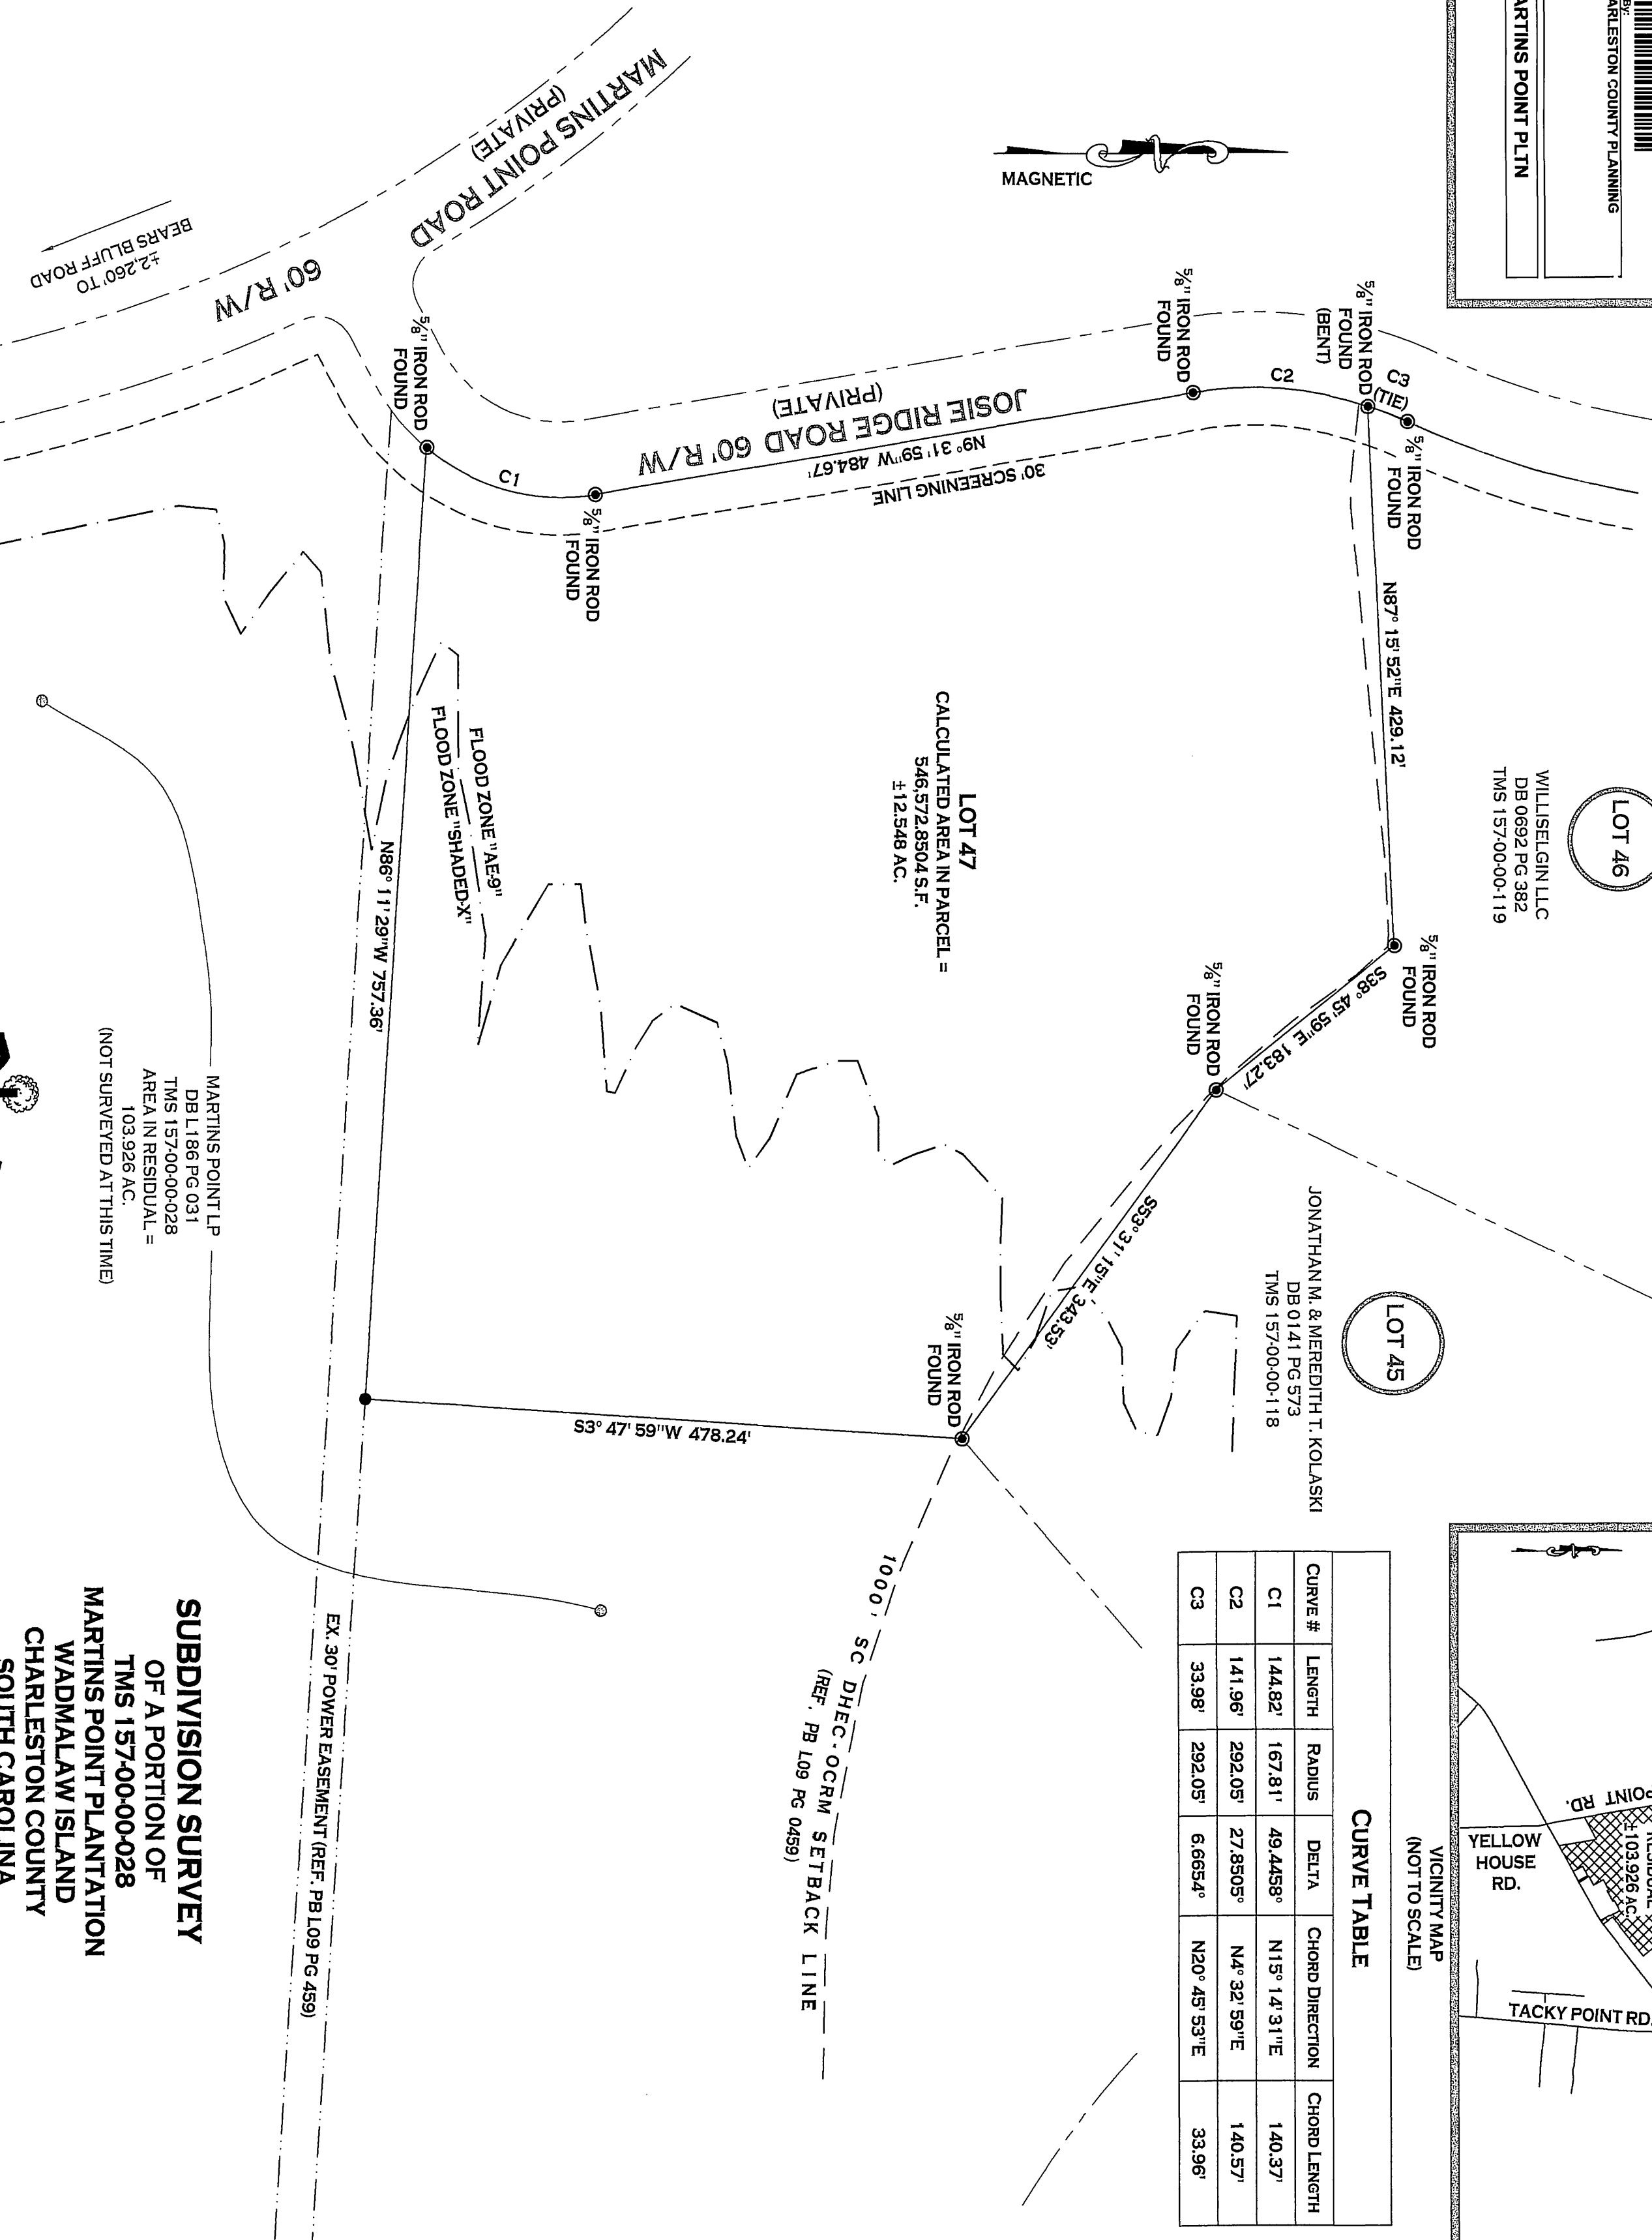 By:
ARLESTON COUNTY PLANNING
ARTINS POINT PLTN
LOT 46
WILLISELGIN LLC
DB 0692 PG 382
TMS 157-00-00-119
VICINITY MAP
(NOT TO SCALE)
POINT RD.
±103.926 AC.
YELLOW
HOUSE
RD.
TACKY POINT RD.
MAGNETIC
5/8" IRON ROD
FOUND
(BENT)
C3
(TIE)
5/8" IRON ROD
FOUND
C2
5/8" IRON ROD
FOUND
N87° 15' 52"E 429.12'
5/8" IRON ROD
FOUND
S38° 45' 59"E 183.27'
5/8" IRON ROD
FOUND
LOT 45
JONATHAN M. & MEREDITH T. KOLASKI
DB 0141 PG 573
TMS 157-00-00-118
S53° 31' 15"E 343.53'
5/8" IRON ROD
FOUND
CURVE TABLE
CURVE # LENGTH RADIUS DELTA CHORD DIRECTION CHORD LENGTH
C1 144.82' 167.81' 49.4458° N15° 14' 31"E 140.37'
C2 141.96' 292.05' 27.8505° N4° 32' 59"E 140.57'
C3 33.98' 292.05' 6.6654° N20° 45' 53"E 33.96'
JOSIE RIDGE ROAD 60' R/W
(PRIVATE)
N9° 31' 59"W 484.67'
30' SCREENING LINE
LOT 47
CALCULATED AREA IN PARCEL =
546,572.8504 S.F.
±12.548 AC.
1000' SC DHEC-OCRM SETBACK LINE
(REF. PB L09 PG 0459)
S3° 47' 59"W 478.24'
5/8" IRON ROD
FOUND
C1
5/8" IRON ROD
FOUND
FLOOD ZONE "AE-9"
FLOOD ZONE "SHADED-X"
N86° 11' 29"W 757.36'
EX. 30' POWER EASEMENT (REF. PB L09 PG 459)
MARTINS POINT ROAD
(PRIVATE)
60' R/W
±2,260' TO
BEARS BLUFF ROAD
MARTINS POINT LP
DB L186 PG 031
TMS 157-00-00-028
AREA IN RESIDUAL =
103.926 AC.
(NOT SURVEYED AT THIS TIME)
SUBDIVISION SURVEY
OF A PORTION OF
TMS 157-00-00-028
MARTINS POINT PLANTATION
WADMALAW ISLAND
CHARLESTON COUNTY
SOUTH CAROLINA